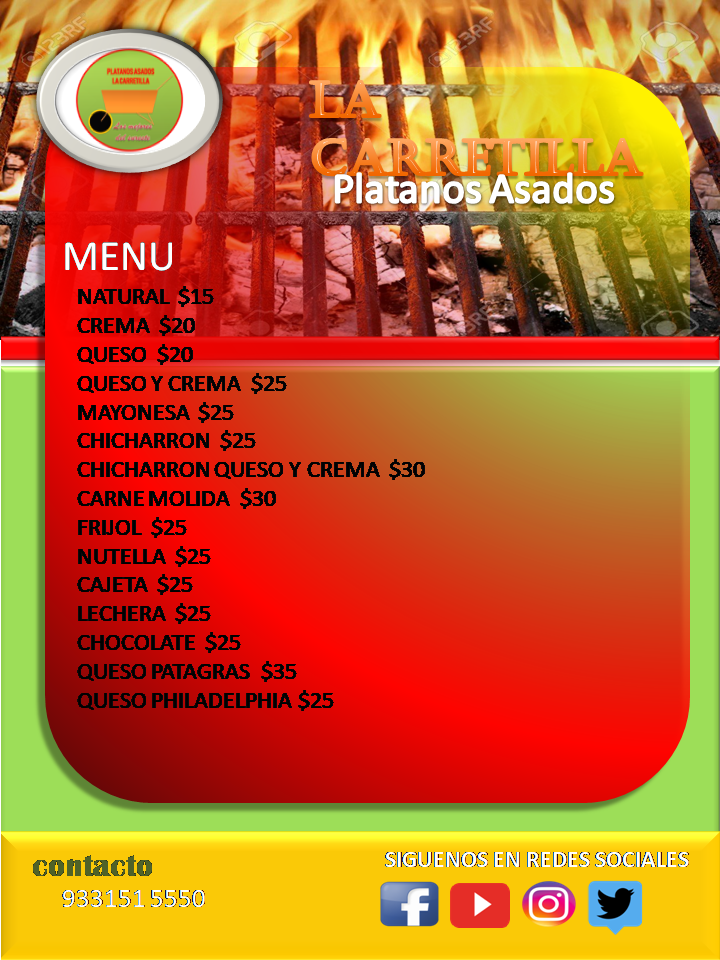 PLATANOS ASADOS
LA CARRETILLA
LA
CARRETILLA
Platanos Asados
MENU
NATURAL $15
CREMA $20
QUESO $20
QUESO Y CREMA $25
MAYONESA $25
CHICHARRON $25
CHICHARRON QUESO Y CREMA $30
CARNE MOLIDA $30
FRIJOL $25
NUTELLA $25
CAJETA $25
LECHERA $25
CHOCOLATE $25
QUESO PATAGRAS $35
QUESO PHILADELPHIA $25
contacto
933151 5550
SIGUENOS EN REDES SOCIALES